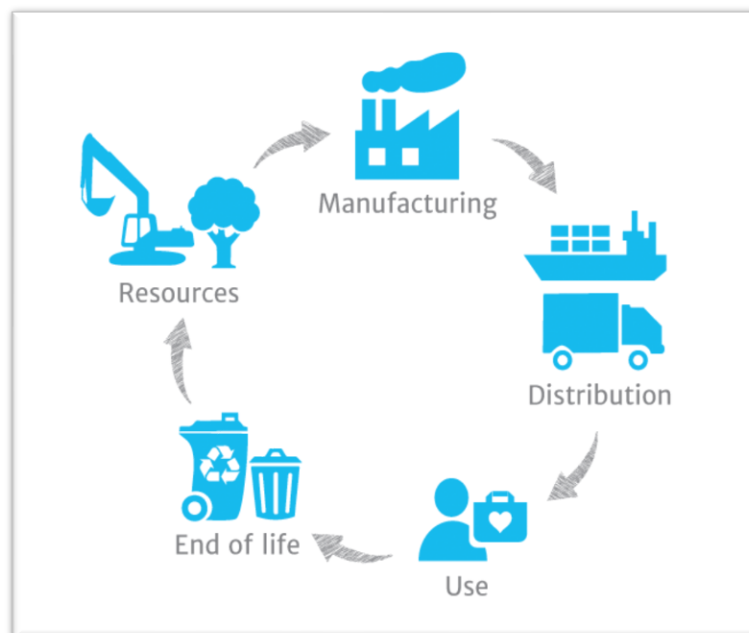 Manufacturing
Resources
Distribution
End of life
Use